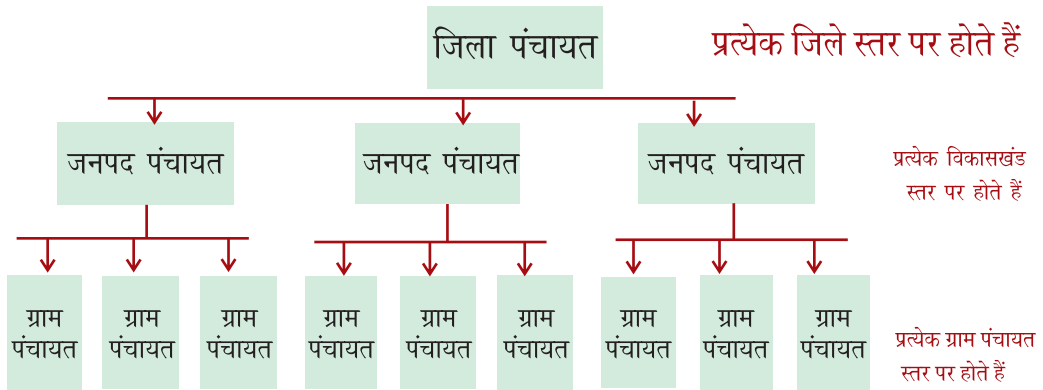 जिला पंचायत
प्रत्येक जिले स्तर पर होते हैं
जनपद पंचायत
जनपद पंचायत
जनपद पंचायत
प्रत्येक विकासखंड
स्तर पर होते हैं
ग्राम
पंचायत
ग्राम
पंचायत
ग्राम
पंचायत
ग्राम
पंचायत
ग्राम
पंचायत
ग्राम
पंचायत
ग्राम
पंचायत
ग्राम
पंचायत
ग्राम
पंचायत
प्रत्येक ग्राम पंचायत
स्तर पर होते हैं